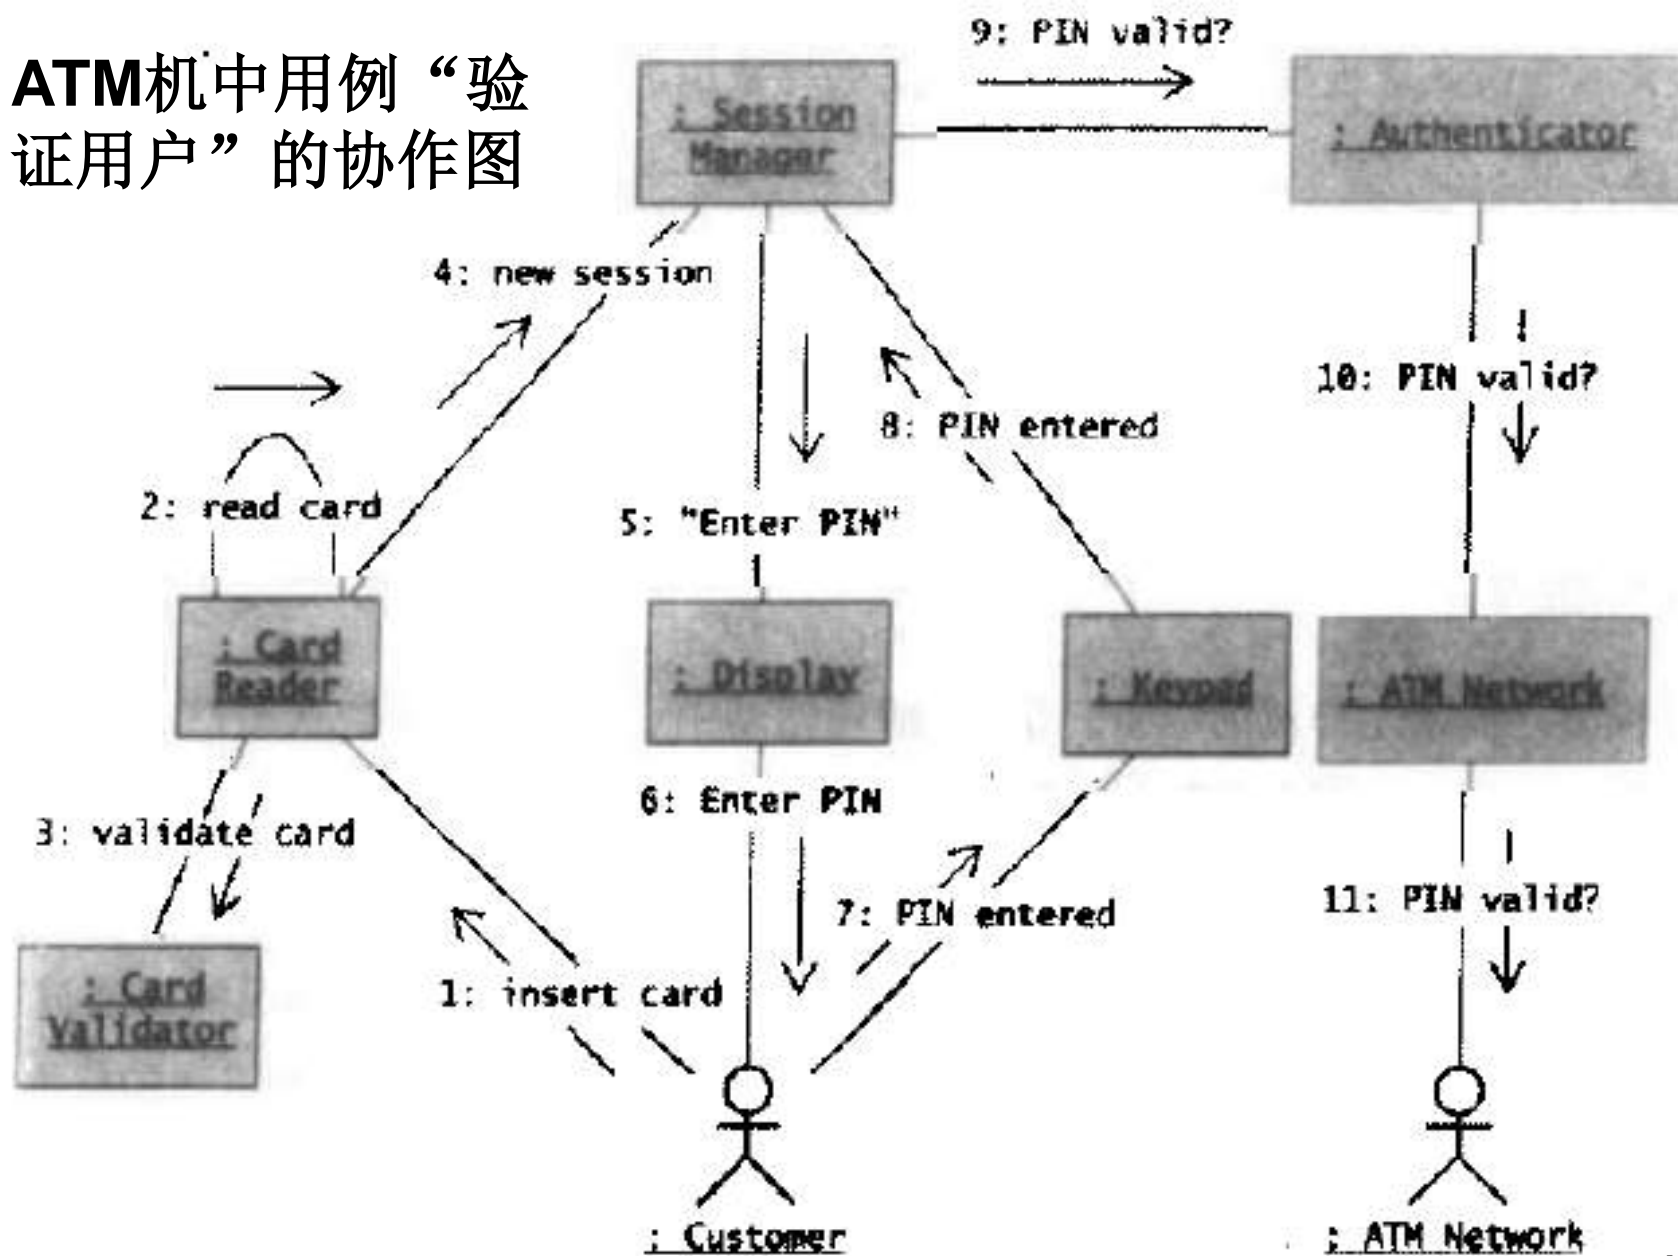 ATM机中用例“验
证用户”的协作图
9: PIN valid?
: Session
Manager
: Authenticator
4: new session
10: PIN valid?
8: PIN entered
2: read card
5: "Enter PIN"
: Card
Reader
: Display
: Keypad
: ATM Network
6: Enter PIN
3: validate card
11: PIN valid?
7: PIN entered
1: insert card
: Card
Validator
: Customer
: ATM Network